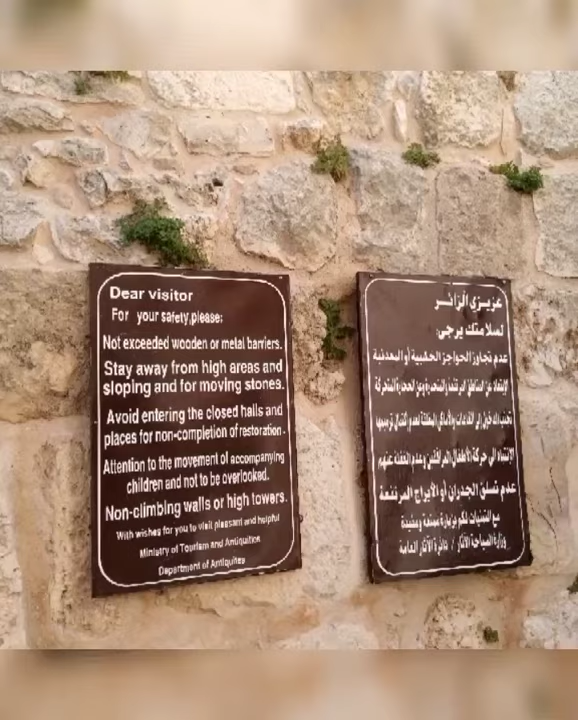 Dear visitor
For your safety,please:
Not exceeded wooden or metal barriers.
Stay away from high areas and
sloping and for moving stones.
Avoid entering the closed halls and
places for non-completion of restoration.
Attention to the movement of accompanying
children and not to be overlooked.
Non-climbing walls or high towers.
With wishes for you to visit pleasant and helpful
Ministry of Tourism and Antiquities
Department of Antiquites
عزيزي الزائر
لسلامتك يرجى:
عدم تجاوز الحواجز الخشبية أو المعدنية
الابتعاد عن المناطق المرتفعة والمنحدرة وعن الحجارة المتحركة
تجنب الدخول إلى القاعات والأماكن المغلقة لعدم اكتمال ترميمها
الانتباه الى حركة الأطفال المرافقين وعدم الغفلة عنهم
عدم تسلق الجدران أو الأبراج المرتفعة
مع التمنيات لكم بزيارة ممتعة ومفيدة
وزارة السياحة والآثار / دائرة الآثار العامة